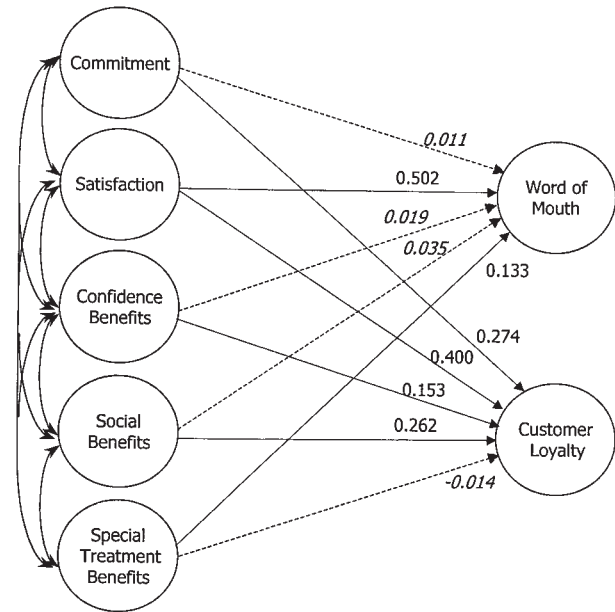 Commitment
0.011
Satisfaction
0.502
Word of
Mouth
0.019
0.035
0.133
Confidence
Benefits
0.274
0.400
0.153
Social
Benefits
0.262
Customer
Loyalty
-0.014
Special
Treatment
Benefits